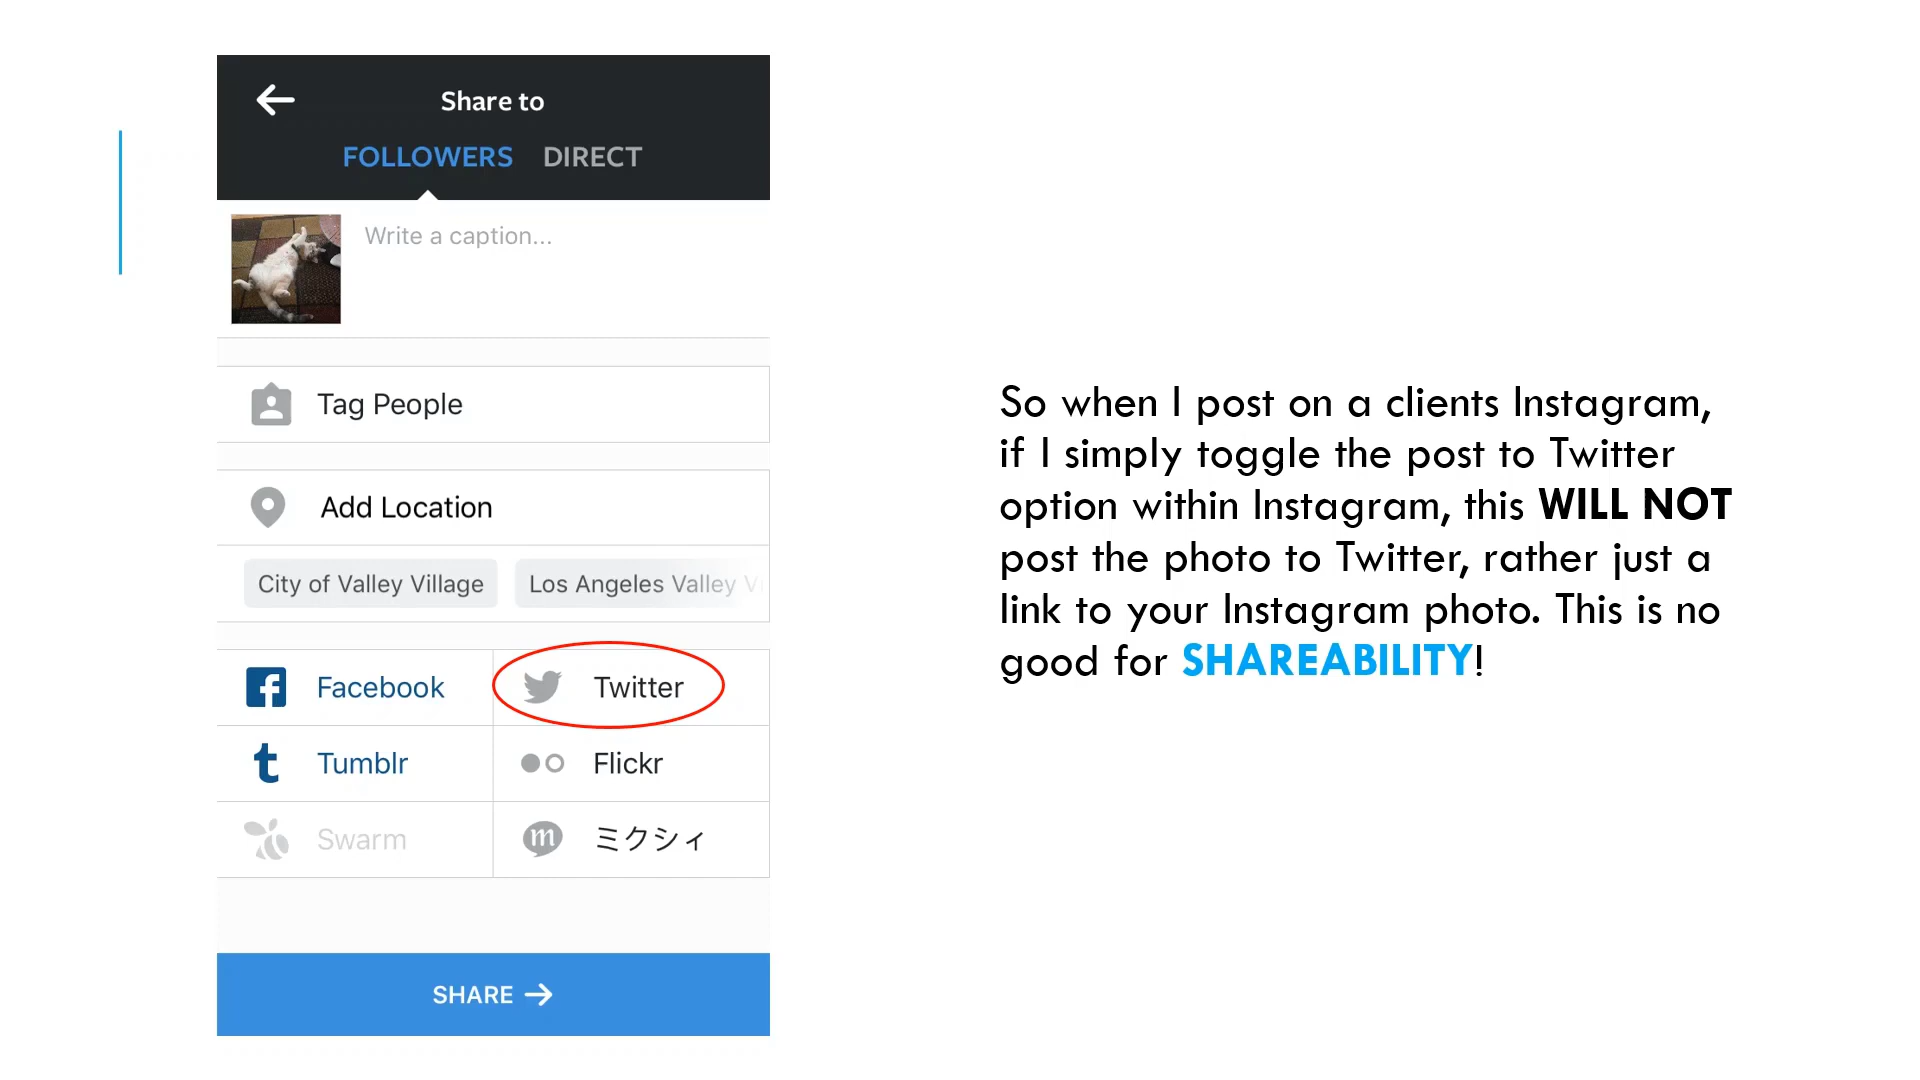 Share to
FOLLOWERS DIRECT
Write a caption...
Tag People
Add Location
City of Valley Village Los Angeles Valley
Facebook Twitter
Tumblr Flickr
Swarm ミクシィ
SHARE
So when I post on a clients Instagram,
if I simply toggle the post to Twitter
option within Instagram, this WILL NOT
post the photo to Twitter, rather just a
link to your Instagram photo. This is no
good for SHAREABILITY!